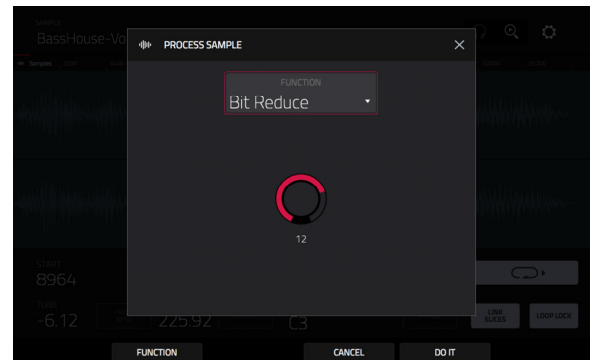 SAMPLE
BassHouse-Vo
PROCESS SAMPLE
Samples
FUNCTION
Bit Reduce
12
START
8964
TUNE
-6.12
225.92
C3
LINK
SLICES
LOOP LOCK
FUNCTION
CANCEL
DO IT